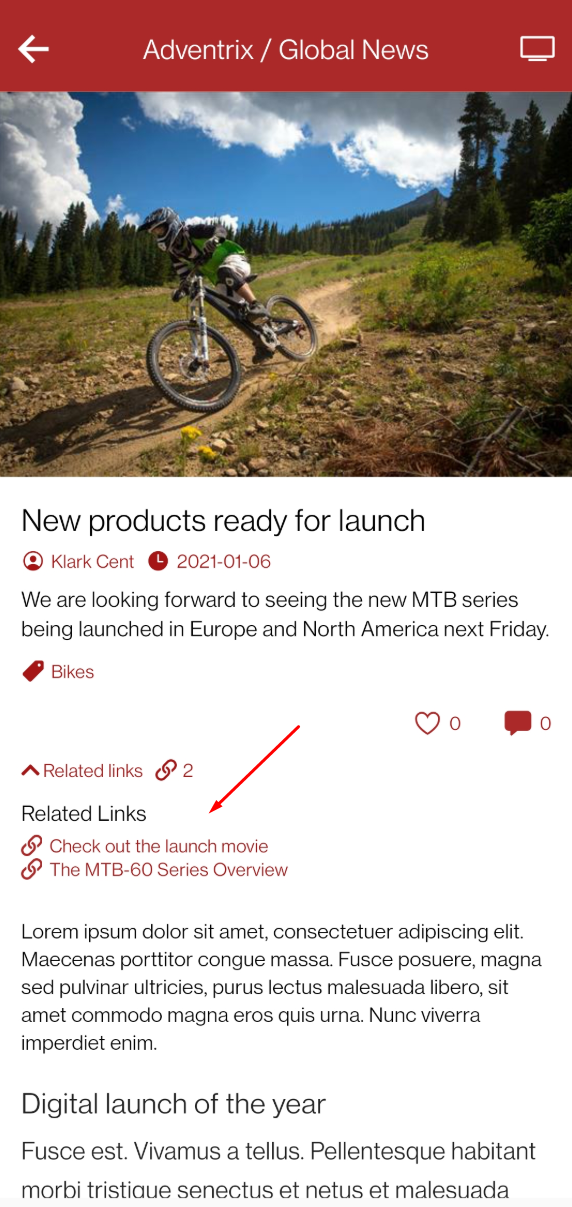 Adventrix / Global News
New products ready for launch
Klark Cent 2021-01-06
We are looking forward to seeing the new MTB series
being launched in Europe and North America next Friday.
Bikes
0 0
Related links 2
Related Links
Check out the launch movie
The MTB-60 Series Overview
Lorem ipsum dolor sit amet, consectetuer adipiscing elit.
Maecenas porttitor congue massa. Fusce posuere, magna
sed pulvinar ultricies, purus lectus malesuada libero, sit
amet commodo magna eros quis urna. Nunc viverra
imperdiet enim.
Digital launch of the year
Fusce est. Vivamus a tellus. Pellentesque habitant
morbi tristique senectus et netus et malesuada